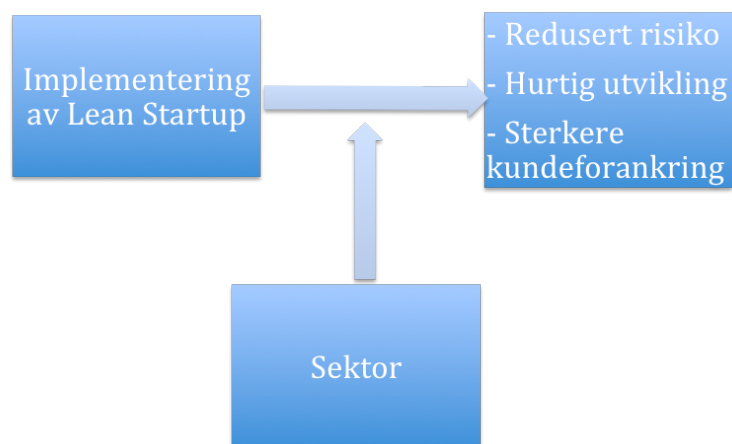 Implementering
av Lean Startup
- Redusert risiko
- Hurtig utvikling
- Sterkere
kundeforankring
Sektor